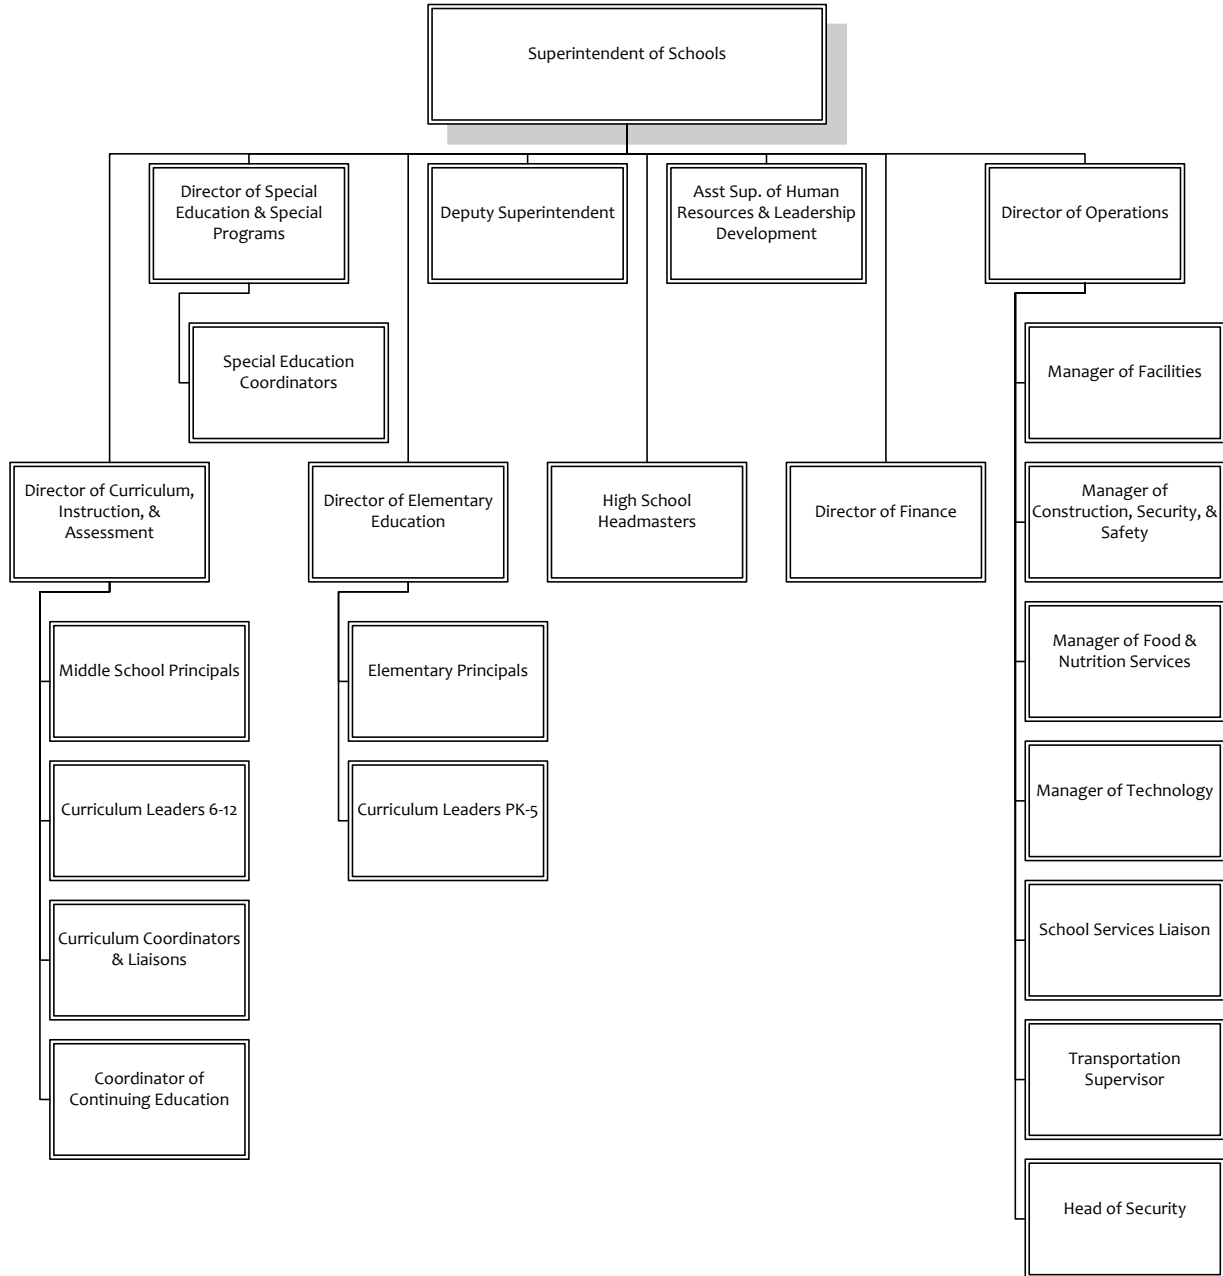 Superintendent of Schools
Director of Special
Education & Special
Programs
Deputy Superintendent
Asst Sup. of Human
Resources & Leadership
Development
Director of Operations
Special Education
Coordinators
Manager of Facilities
Director of Curriculum,
Instruction, &
Assessment
Director of Elementary
Education
High School
Headmasters
Director of Finance
Manager of
Construction, Security, &
Safety
Middle School Principals
Elementary Principals
Manager of Food &
Nutrition Services
Curriculum Leaders 6-12
Curriculum Leaders PK-5
Manager of Technology
Curriculum Coordinators
& Liaisons
School Services Liaison
Coordinator of
Continuing Education
Transportation
Supervisor
Head of Security